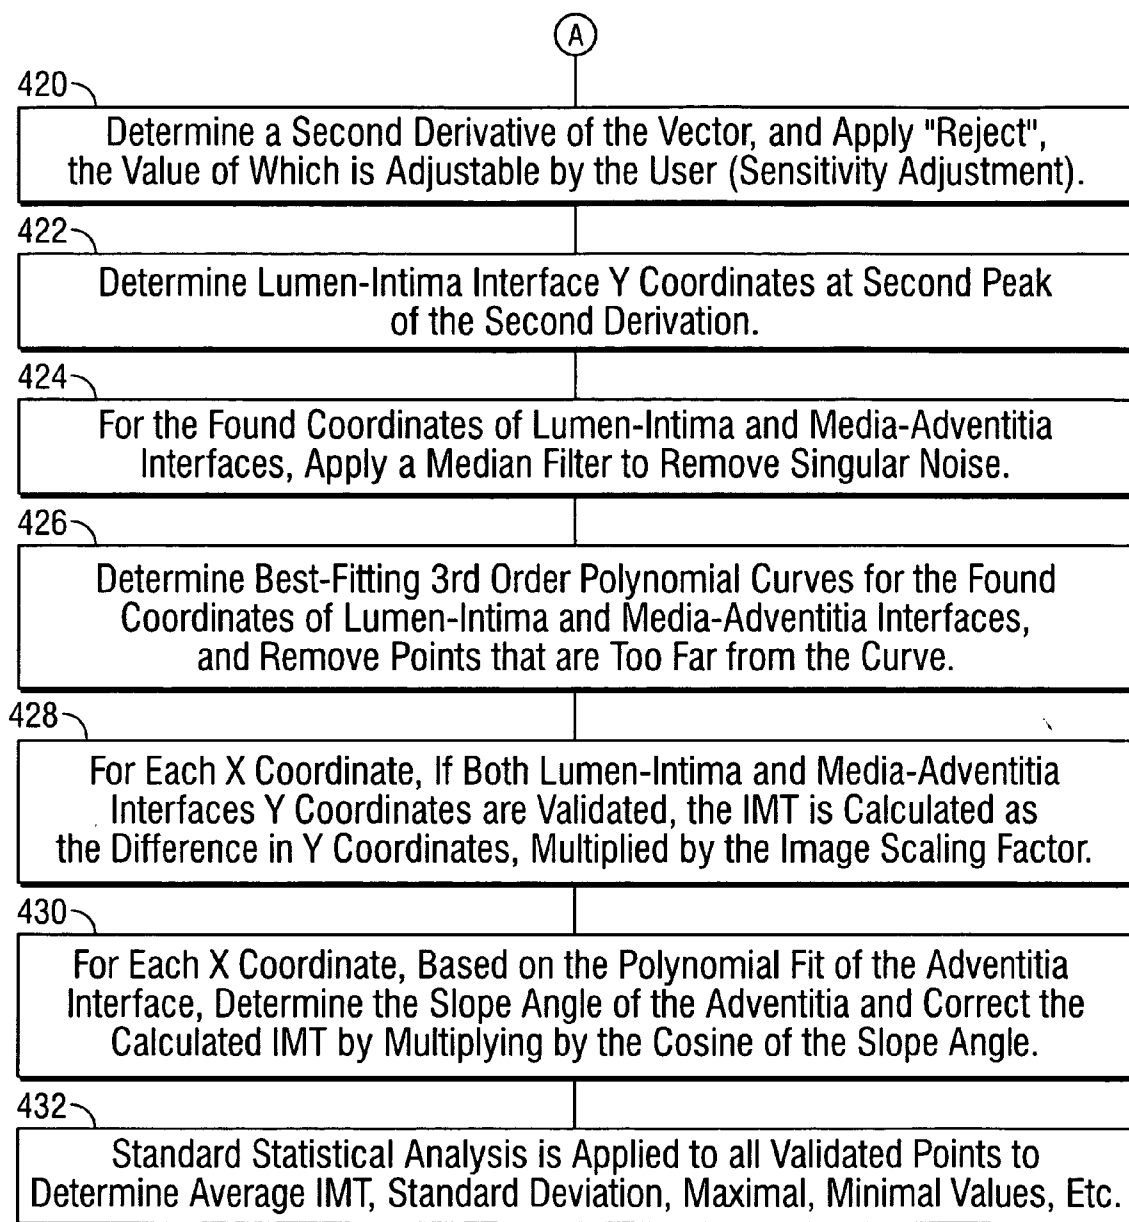 A
420
Determine a Second Derivative of the Vector, and Apply "Reject",
the Value of Which is Adjustable by the User (Sensitivity Adjustment).
422
Determine Lumen-Intima Interface Y Coordinates at Second Peak
of the Second Derivation.
424
For the Found Coordinates of Lumen-Intima and Media-Adventitia
Interfaces, Apply a Median Filter to Remove Singular Noise.
426
Determine Best-Fitting 3rd Order Polynomial Curves for the Found
Coordinates of Lumen-Intima and Media-Adventitia Interfaces,
and Remove Points that are Too Far from the Curve.
428
For Each X Coordinate, If Both Lumen-Intima and Media-Adventitia
Interfaces Y Coordinates are Validated, the IMT is Calculated as
the Difference in Y Coordinates, Multiplied by the Image Scaling Factor.
430
For Each X Coordinate, Based on the Polynomial Fit of the Adventitia
Interface, Determine the Slope Angle of the Adventitia and Correct the
Calculated IMT by Multiplying by the Cosine of the Slope Angle.
432
Standard Statistical Analysis is Applied to all Validated Points to
Determine Average IMT, Standard Deviation, Maximal, Minimal Values, Etc.